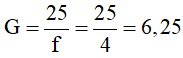 G = 25/f = 25/4 = 6,25